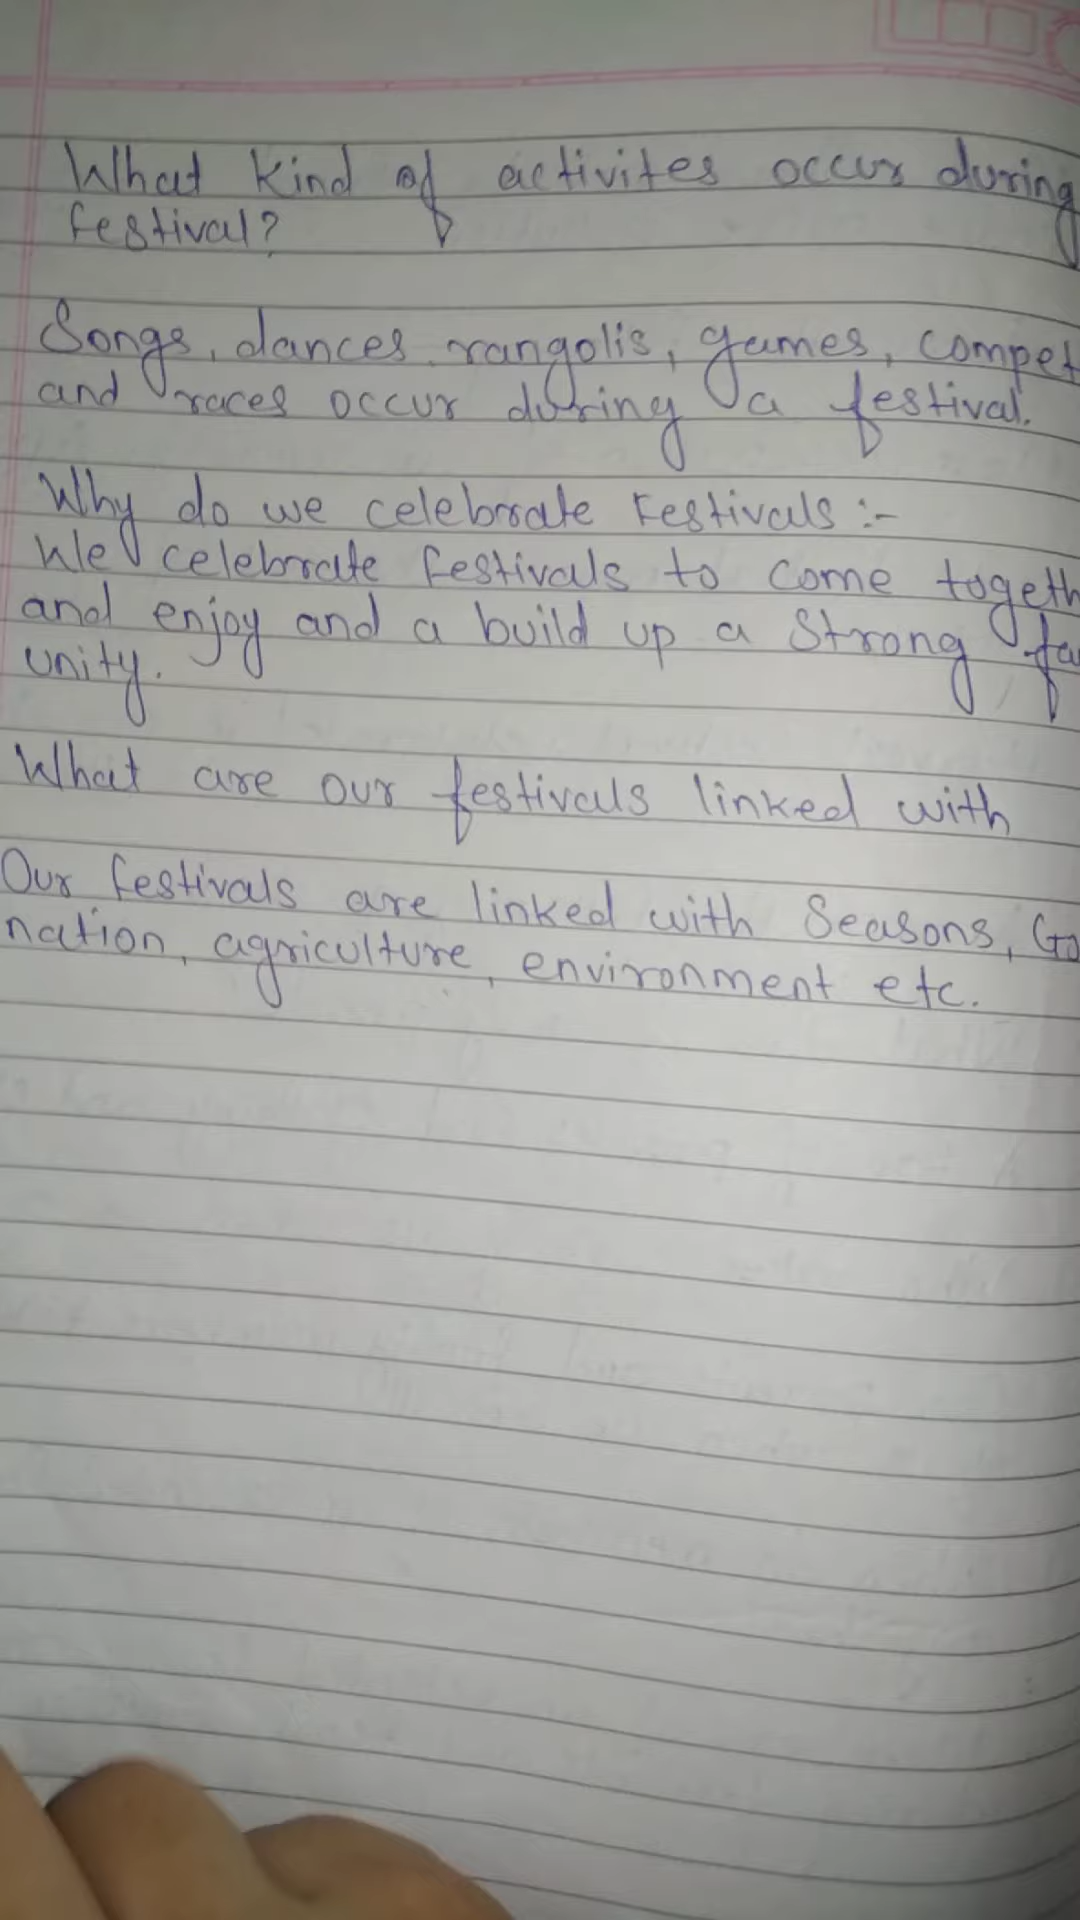 What kind of activites occur during
festival?
Songs, dances rangolis, games, compet
and races occur during a festival.
Why do we celebrate Festivals :-
We celebrate festivals to come togeth
and enjoy and a build up a strong fa
unity.
What are our festivals linked with
Our festivals are linked with Seasons, Go
nation, agriculture, environment etc.